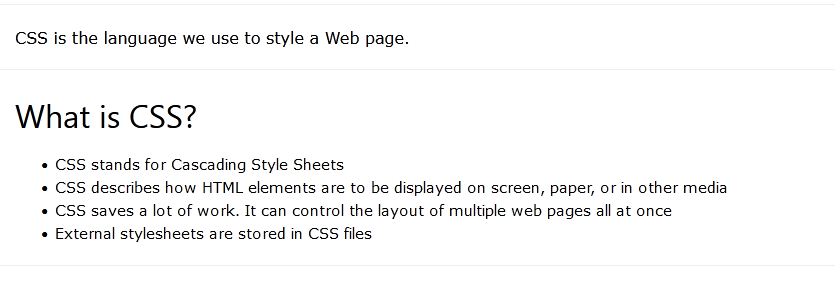 CSS is the language we use to style a Web page.
What is CSS?
• CSS stands for Cascading Style Sheets
• CSS describes how HTML elements are to be displayed on screen, paper, or in other media
• CSS saves a lot of work. It can control the layout of multiple web pages all at once
• External stylesheets are stored in CSS files